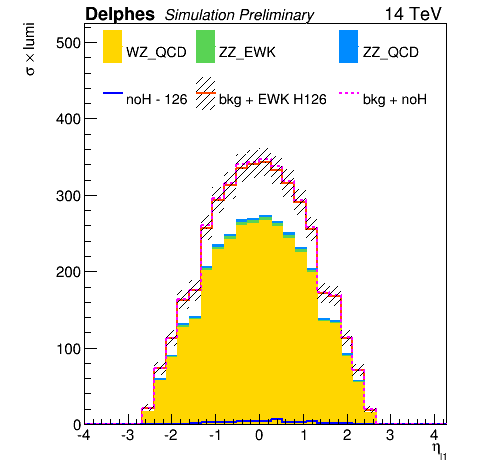 Delphes Simulation Preliminary 14 TeV
σ × lumi
500
400
300
200
100
0
WZ_QCD ZZ_EWK ZZ_QCD
noH - 126 bkg + EWK H126 bkg + noH
-4 -3 -2 -1 0 1 2 3 4
η_l1